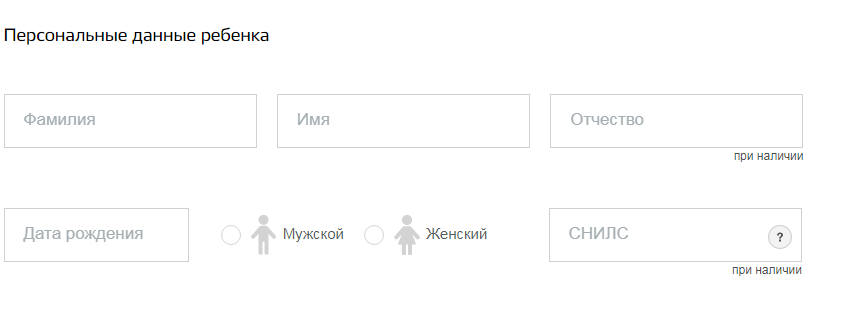 Персональные данные ребенка
Фамилия
Имя
Отчество
при наличии
Дата рождения
Мужской
Женский
СНИЛС
?
при наличии